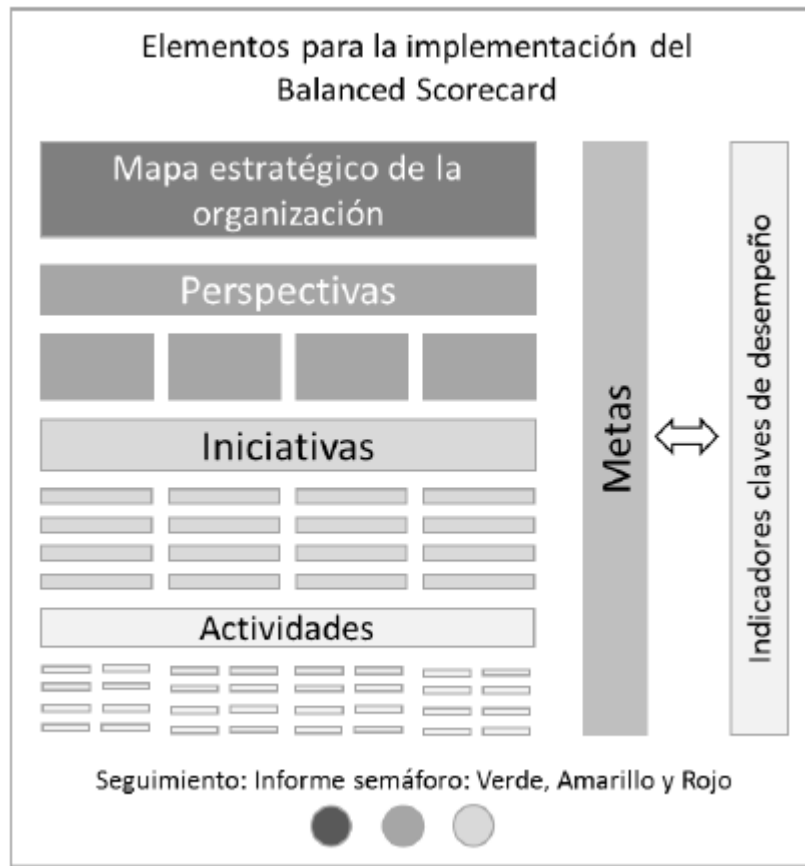 Elementos para la implementación del
Balanced Scorecard
Mapa estratégico de la
organización
Perspectivas
Iniciativas
Actividades
Metas
Indicadores claves de desempeño
Seguimiento: Informe semáforo: Verde, Amarillo y Rojo